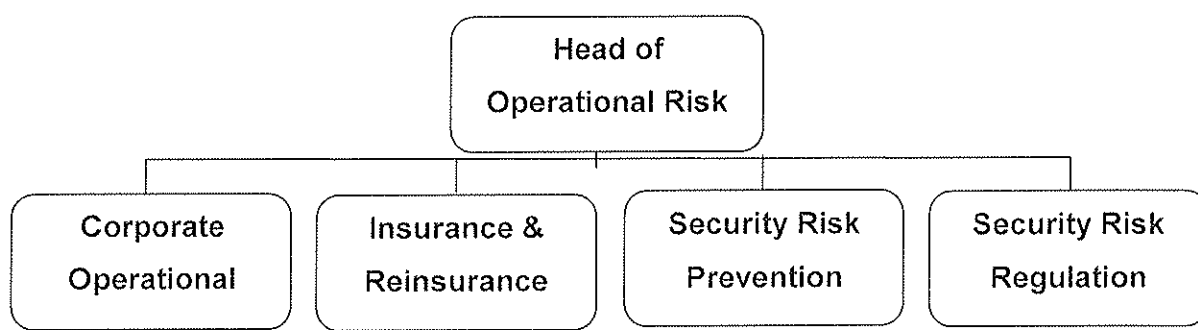 Head of
Operational Risk
Corporate
Operational
Insurance &
Reinsurance
Security Risk
Prevention
Security Risk
Regulation